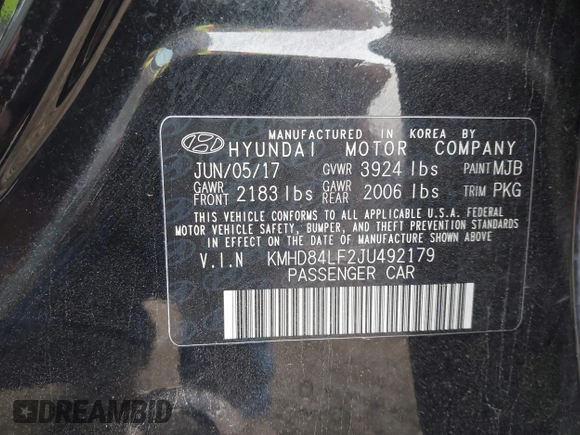 MANUFACTURED IN KOREA BY
HYUNDAI MOTOR COMPANY
JUN/05/17 GVWR 3924 lbs PAINT MJB
GAWR FRONT 2183 lbs GAWR REAR 2006 lbs TRIM PKG
THIS VEHICLE CONFORMS TO ALL APPLICABLE U.S.A. FEDERAL
MOTOR VEHICLE SAFETY, BUMPER, AND THEFT PREVENTION STANDARDS
IN EFFECT ON THE DATE OF MANUFACTURE SHOWN ABOVE.
V.I.N KMHD84LF2JU492179
PASSENGER CAR
DREAMBID